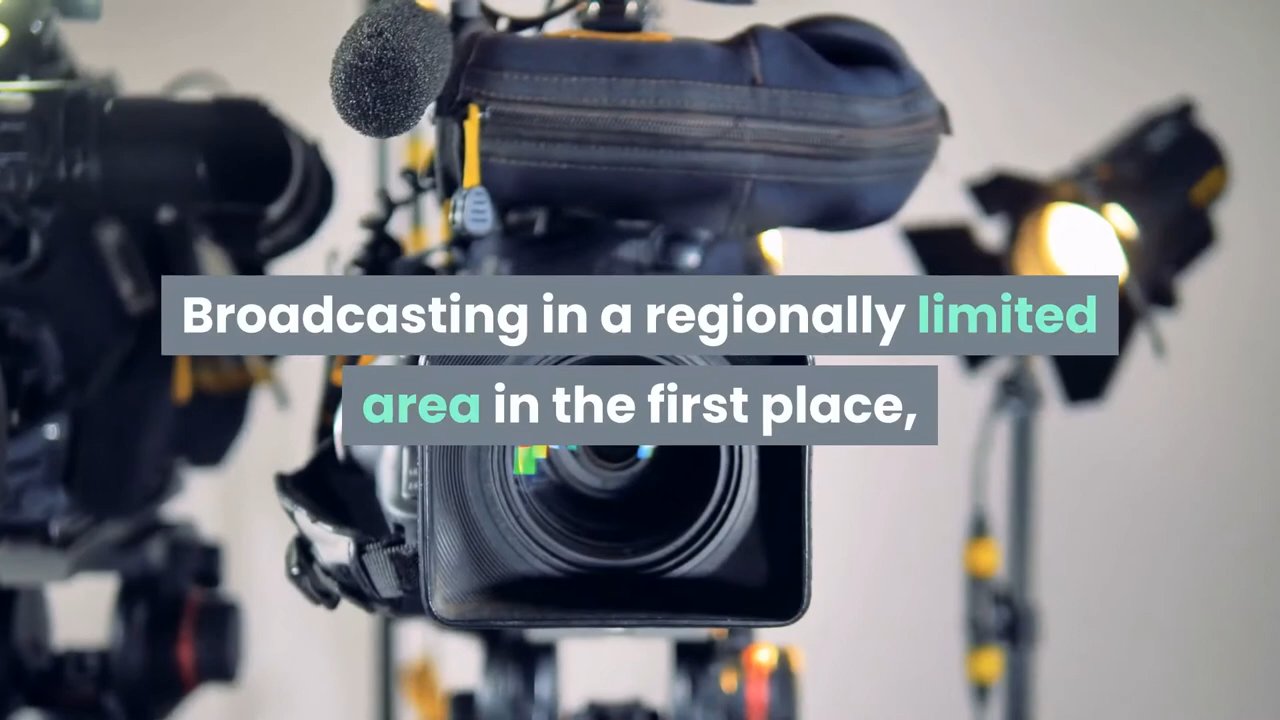 Broadcasting in a regionally limited
area in the first place,